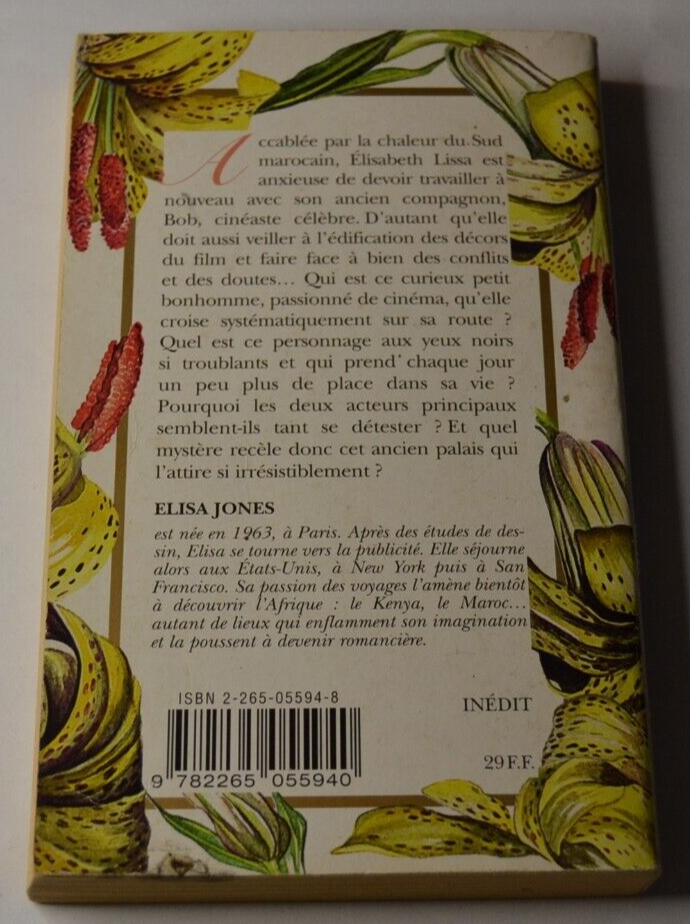 Accablée par la chaleur du Sud
marocain, Élisabeth Lissa est
anxieuse de devoir travailler à
nouveau avec son ancien compagnon,
Bob, cinéaste célèbre. D'autant qu'elle
doit aussi veiller à l'édification des décors
du film et faire face à bien des conflits
et des doutes... Qui est ce curieux petit
bonhomme, passionné de cinéma, qu'elle
croise systématiquement sur sa route ?
Quel est ce personnage aux yeux noirs
si troublants et qui prend chaque jour
un peu plus de place dans sa vie ?
Pourquoi les deux acteurs principaux
semblent-ils tant se détester ? Et quel
mystère recèle donc cet ancien palais qui
l'attire si irrésistiblement ?
ELISA JONES
est née en 1963, à Paris. Après des études de des-
sin, Elisa se tourne vers la publicité. Elle séjourne
alors aux États-Unis, à New York puis à San
Francisco. Sa passion des voyages l'amène bientôt
à découvrir l'Afrique : le Kenya, le Maroc...
autant de lieux qui enflamment son imagination
et la poussent à devenir romancière.
ISBN 2-265-05594-8
INÉDIT
29 F.F.
9 782265 055940